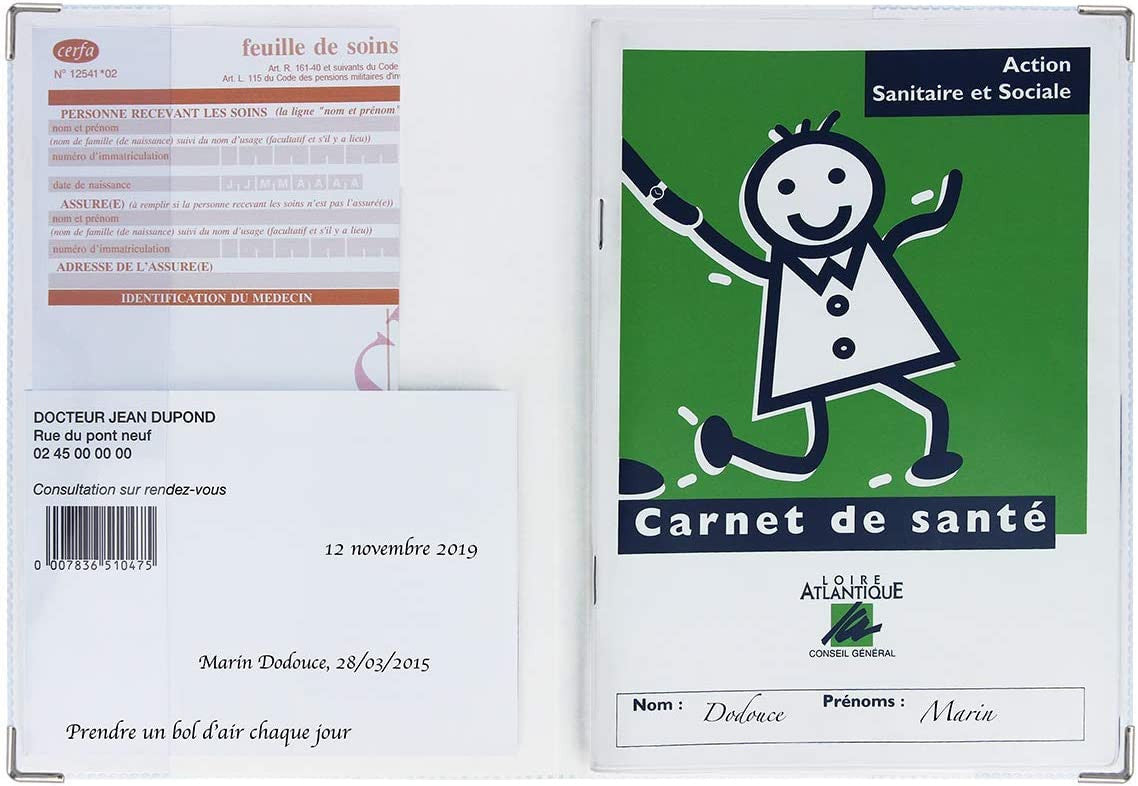 cerfa
N° 12541*02
feuille de soins
Art. R. 161-40 et suivants du Code
Art. L. 115 du Code des pensions militaires d'in
PERSONNE RECEVANT LES SOINS (la ligne "nom et prénom"
nom et prénom
(nom de famille (de naissance) suivi du nom d'usage (facultatif et s'il y a lieu))
numéro d'immatriculation
date de naissance J J M M A A A A
ASSURE(E) (à remplir si la personne recevant les soins n'est pas l'assuré(e))
nom et prénom
(nom de famille (de naissance) suivi du nom d'usage (facultatif et s'il y a lieu))
numéro d'immatriculation
ADRESSE DE L'ASSURE(E)
IDENTIFICATION DU MEDECIN
DOCTEUR JEAN DUPOND
Rue du pont neuf
02 45 00 00 00
Consultation sur rendez-vous
0 007836 510475
12 novembre 2019
Marin Dodouce, 28/03/2015
Prendre un bol d'air chaque jour
Action
Sanitaire et Sociale
Carnet de santé
LOIRE
ATLANTIQUE
CONSEIL GÉNÉRAL
Nom : Dodouce Prénoms : Marin